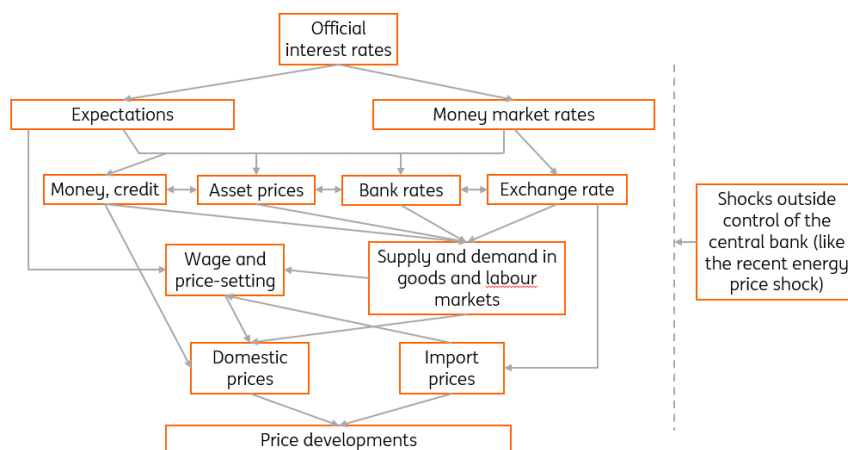 Official
interest rates
Expectations
Money market rates
Money, credit
Asset prices
Bank rates
Exchange rate
Shocks outside
control of the
central bank (like
the recent energy
price shock)
Wage and
price-setting
Supply and demand in
goods and labour
markets
Domestic
prices
Import
prices
Price developments